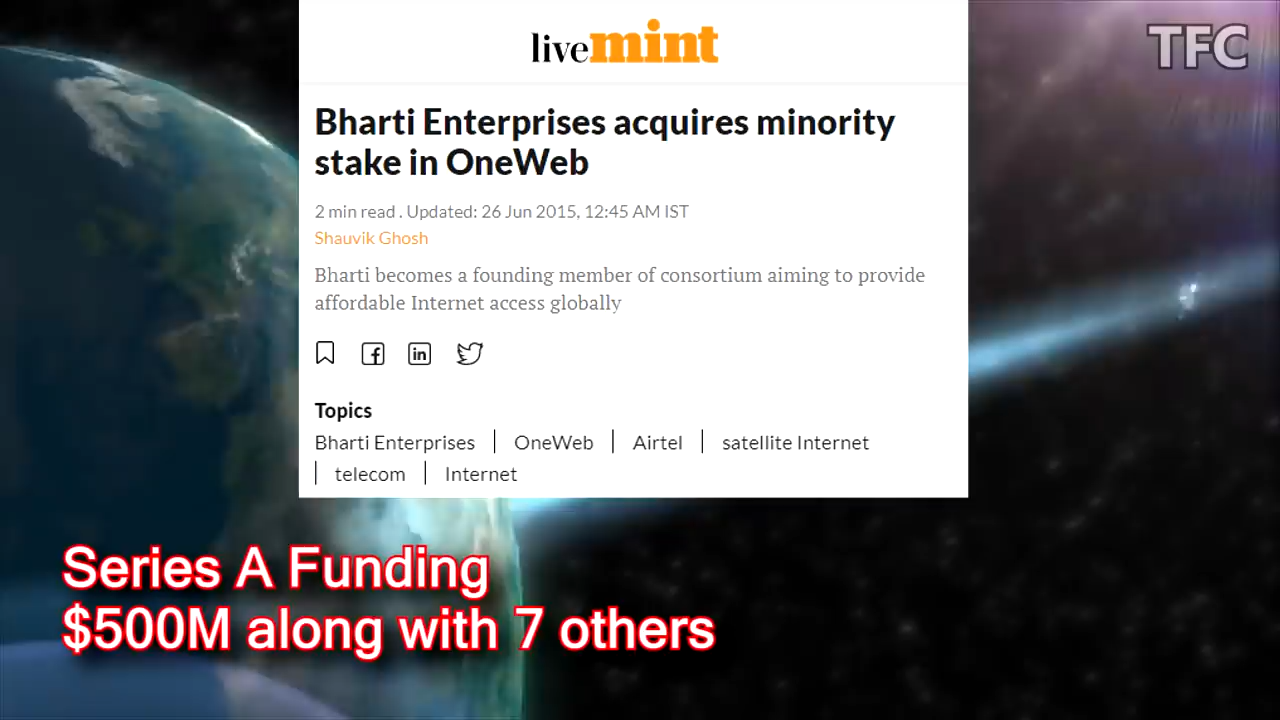 TFC
livemint
Bharti Enterprises acquires minority
stake in OneWeb
2 min read . Updated: 26 Jun 2015, 12:45 AM IST
Shauvik Ghosh
Bharti becomes a founding member of consortium aiming to provide
affordable Internet access globally
Topics
Bharti Enterprises | OneWeb | Airtel | satellite Internet
| telecom | Internet
Series A Funding
$500M along with 7 others